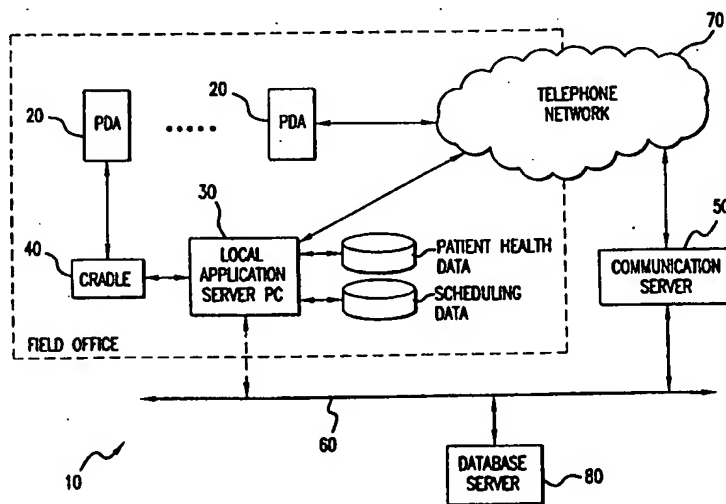 70
20
PDA
20
PDA
TELEPHONE
NETWORK
30
50
40
CRADLE
LOCAL
APPLICATION
SERVER PC
PATIENT HEALTH
DATA
SCHEDULING
DATA
COMMUNICATION
SERVER
FIELD OFFICE
60
10
DATABASE
SERVER
80